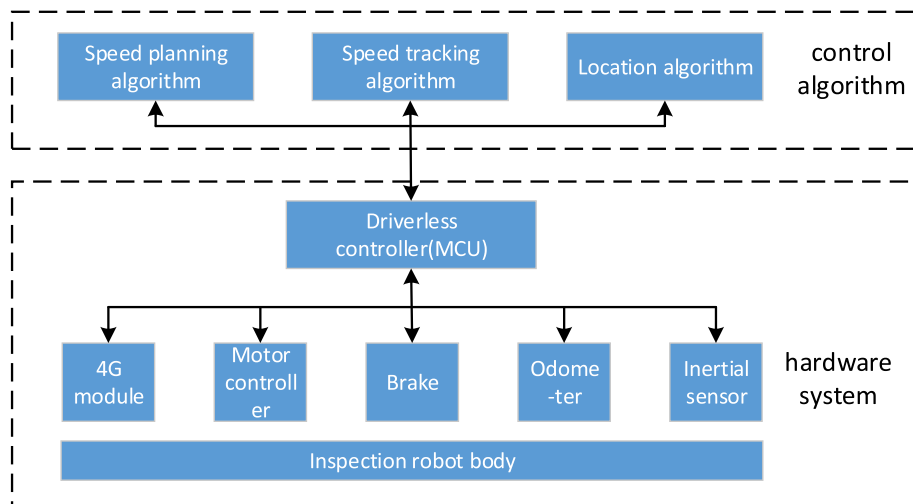 Speed planning
algorithm
Speed tracking
algorithm
Location algorithm
control
algorithm
Driverless
controller(MCU)
4G
module
Motor
controll
er
Brake
Odome
-ter
Inertial
sensor
hardware
system
Inspection robot body